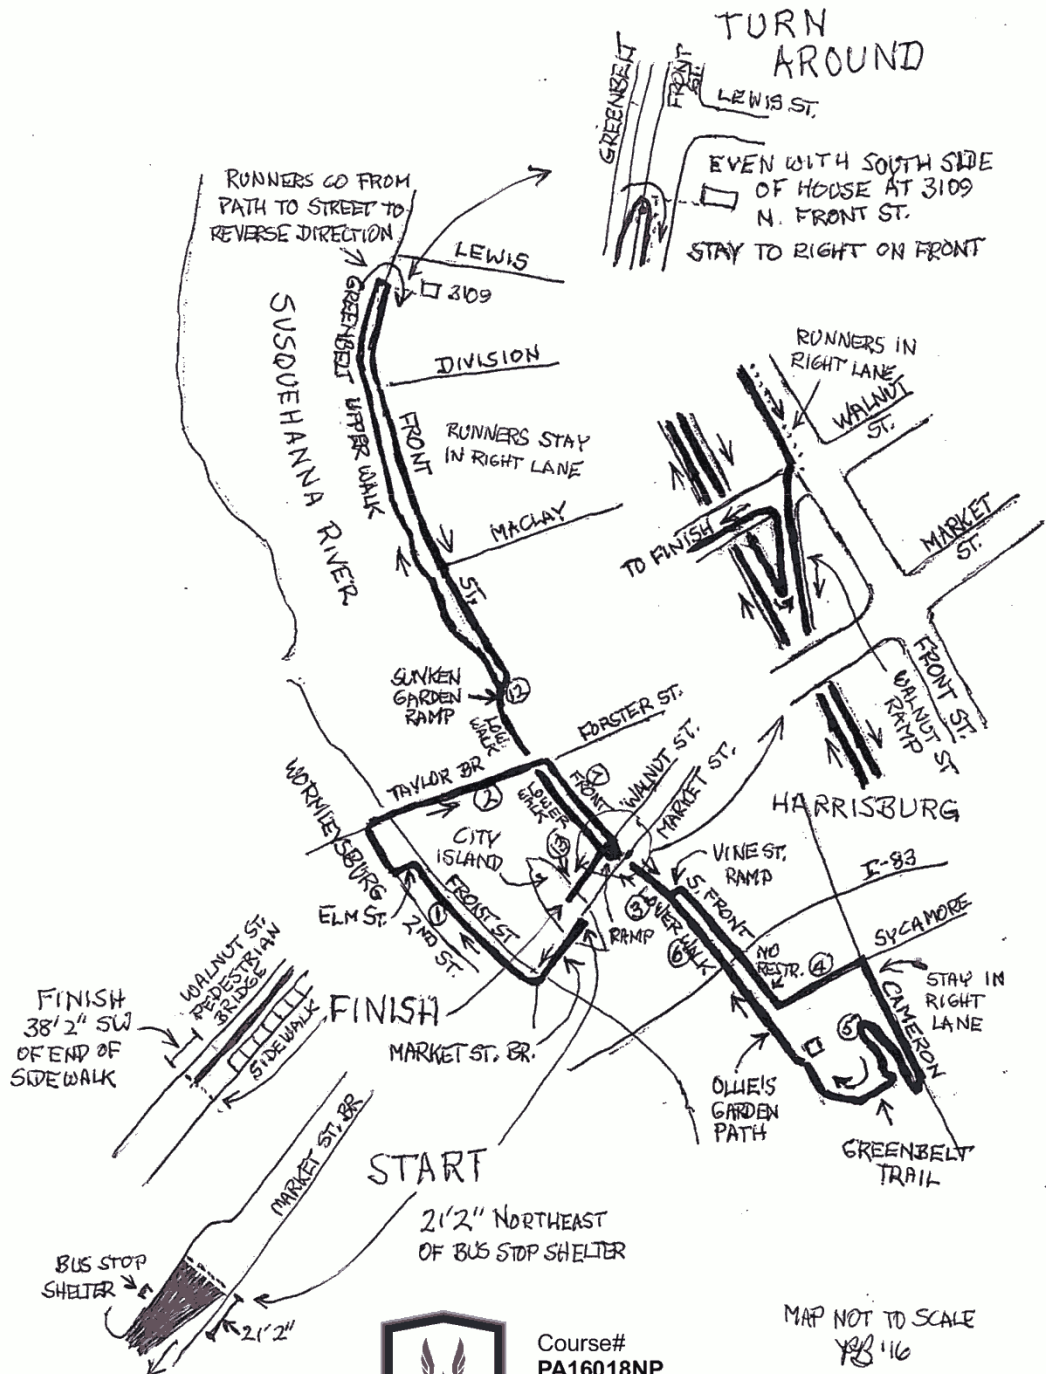 TURN
AROUND
GREENBELT
FRONT
ST.
LEWIS ST.
EVEN WITH SOUTH SIDE
OF HOUSE AT 3109
N. FRONT ST.
STAY TO RIGHT ON FRONT
RUNNERS GO FROM
PATH TO STREET TO
REVERSE DIRECTION
LEWIS
3109
GREENBELT UPPER WALK
SUSQUEHANNA RIVER
DIVISION
FRONT
ST.
RUNNERS STAY
IN RIGHT LANE
MACLAY
RUNNERS IN
RIGHT LANE
WALNUT
ST.
MARKET
ST.
TO FINISH
FRONT ST.
WALNUT ST
RAMP
HARRISBURG
SUNKEN
GARDEN
RAMP
12
LOW.
WALK
FORSTER ST.
TAYLOR BR
2
7
FRONT
LOWER
WALK
WALNUT ST.
MARKET ST.
WORMLEYSBURG
CITY
ISLAND
13
ELM ST.
1
FRONT ST
2ND
ST.
3
RAMP
VINE ST.
RAMP
S. FRONT
LOWER WALK
6
I-83
NO
RESTR.
4
SYCAMORE
STAY IN
RIGHT
LANE
CAMERON
5
OLLIE'S
GARDEN
PATH
GREENBELT
TRAIL
WALNUT ST.
PEDESTRIAN
BRIDGE
SIDEWALK
FINISH
38'2" SW
OF END OF
SIDEWALK
FINISH
MARKET ST. BR.
MARKET ST. BR
START
21'2" NORTHEAST
OF BUS STOP SHELTER
BUS STOP
SHELTER
21'2"
MAP NOT TO SCALE
'16
Course#
PA16018NP